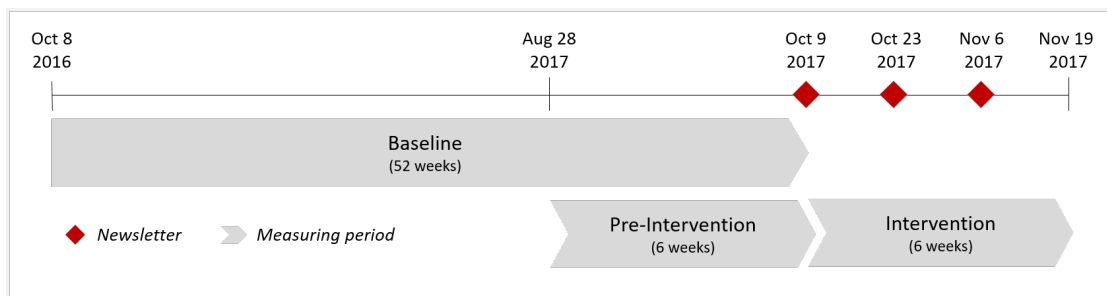 Oct 8
2016
Aug 28
2017
Oct 9
2017
Oct 23
2017
Nov 6
2017
Nov 19
2017
Baseline
(52 weeks)
Pre-Intervention
(6 weeks)
Intervention
(6 weeks)
Newsletter
Measuring period